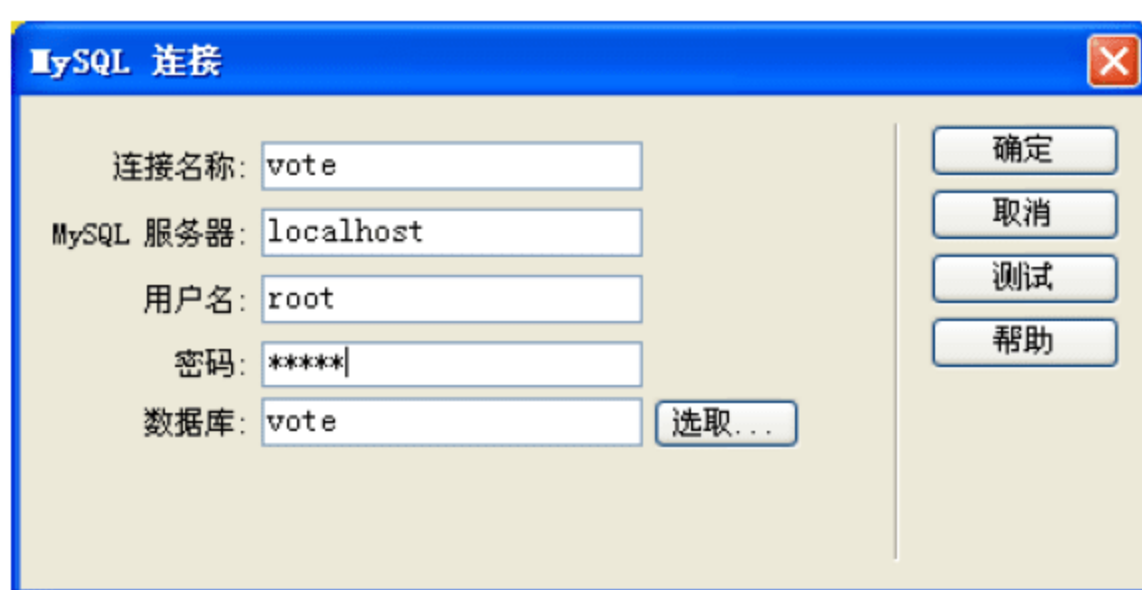 MySQL 连接
连接名称: vote
MySQL 服务器: localhost
用户名: root
密码: *****
数据库: vote 选取...
确定
取消
测试
帮助